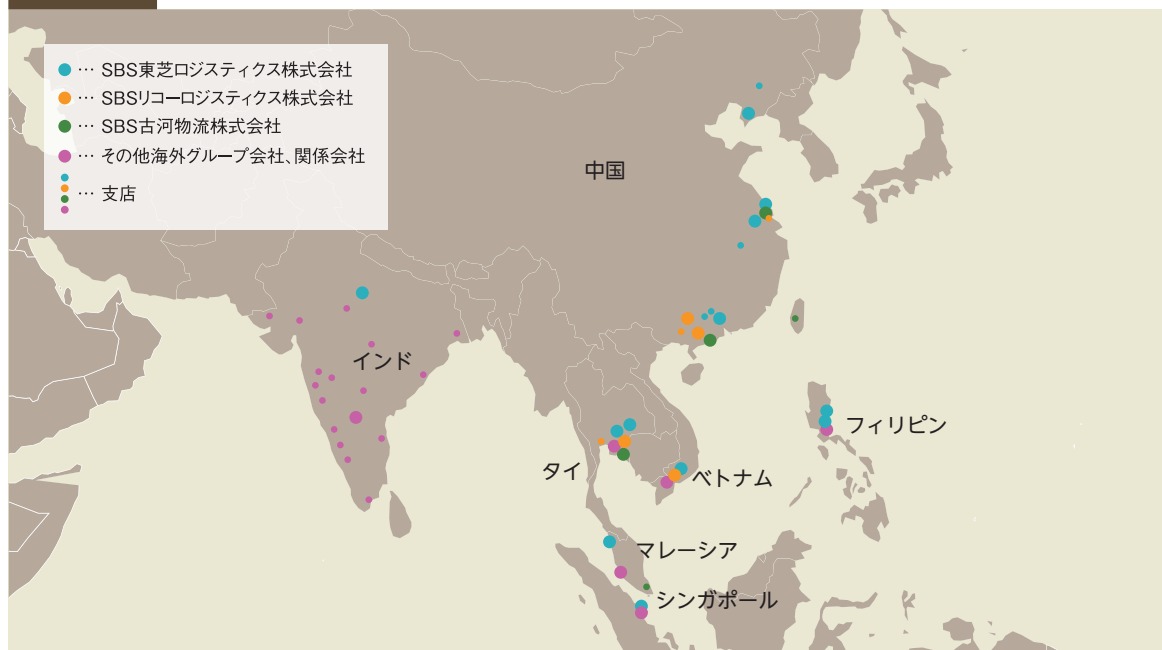 … SBS東芝ロジスティクス株式会社
… SBSリコーロジスティクス株式会社
… SBS古河物流株式会社
… その他海外グループ会社、関係会社
… 支店
中国
インド
フィリピン
タイ
ベトナム
マレーシア
シンガポール